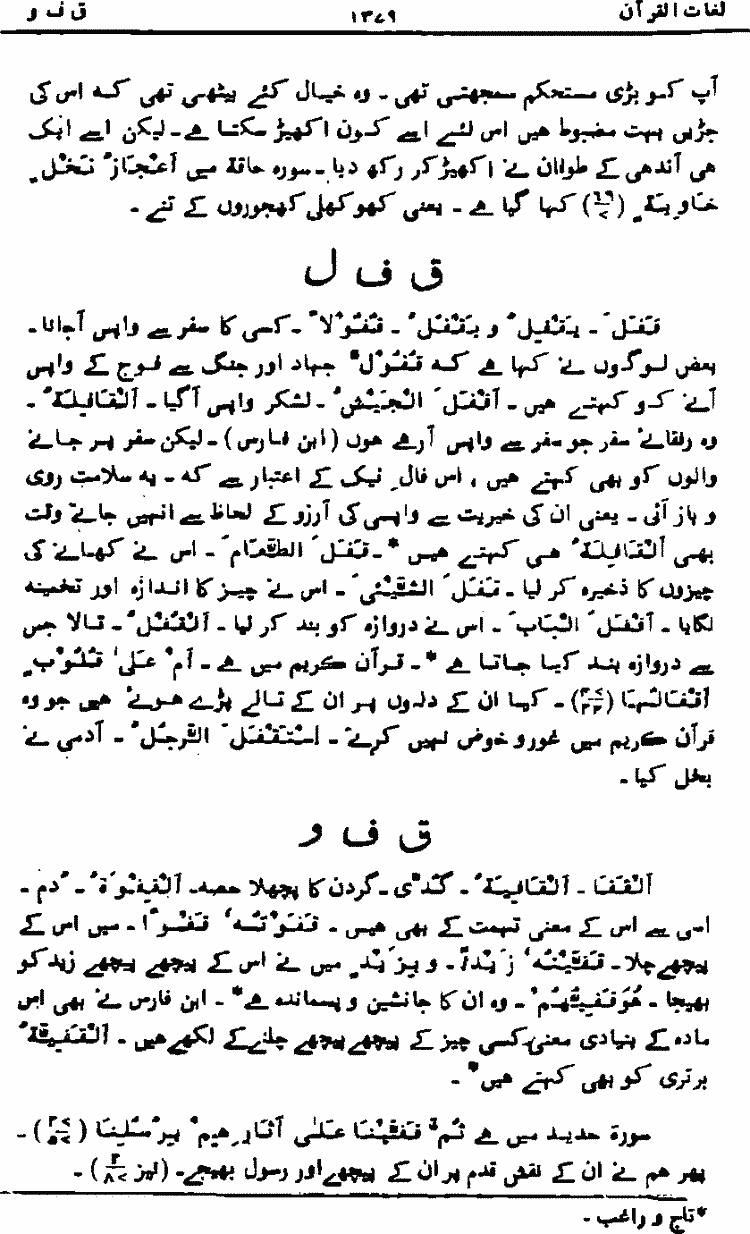 لغات القرآن ۱۳۷۹ ق ف و
آپ کو بڑی مستحکم سمجھتی تھی ۔ وہ خیال کئے بیٹھی تھی کہ اس کی
جڑیں بہت مضبوط ہیں اس لئے اسے کون اکھیڑ سکتا ہے۔ لیکن اسے ایک
ہی آندھی کے طوفان نے اکھیڑ کر رکھ دیا ۔ سورہ حاقہ میں اَعْجَازُ نَخْلٍ
خَاوِیَۃٍ (۶۹/۷) کہا گیا ہے ۔ یعنی کھوکھلی کھجوروں کے تنے ۔
ق ف ل
قَفَلَ ۔ یَقْفِلُ و یَقْفُلُ ۔ قُفُوْلاً ۔ کسی کا سفر سے واپس آجانا ۔
بعض لوگوں نے کہا ہے کہ قُفُوْلٌ جہاد اور جنگ سے فوج کے واپس
آنے کو کہتے ہیں ۔ اَقْفَلَ الْجَیْشُ ۔ لشکر واپس آگیا ۔ اَلْقَافِلَۃُ ۔
وہ رفقائے سفر جو سفر سے واپس آرہے ہوں (ابن فارس) ۔ لیکن سفر پر جانے
والوں کو بھی کہتے ہیں ، اس فالِ نیک کے اعتبار سے کہ ۔ بہ سلامت روی
و باز آئی ۔ یعنی ان کی خیریت سے واپسی کی آرزو کے لحاظ سے انہیں جاتے وقت
بھی اَلْقَافِلَۃُ ہی کہتے ہیں * ۔ قَفَلَ الطَّعَامَ ۔ اس نے کھانے کی
چیزوں کا ذخیرہ کر لیا ۔ قَفَلَ الشَّیْئَ ۔ اس نے چیز کا اندازہ اور تخمینہ
لگایا ۔ اَقْفَلَ الْبَابَ ۔ اس نے دروازہ کو بند کر لیا ۔ اَلْقُفْلُ ۔ تالا جس
سے دروازہ بند کیا جاتا ہے * ۔ قرآن کریم میں ہے ۔ اَمْ عَلیٰ قُلُوْبٍ
اَقْفَالُہَا (۴۷/۲۴) ۔ کیا ان کے دلوں پر ان کے تالے پڑے ہوئے ہیں جو وہ
قرآن کریم میں غور و خوض نہیں کرتے ۔ اِسْتَقْفَلَ الرَّجُلُ ۔ آدمی نے
بخل کیا ۔
ق ف و
اَلْقَفَا ۔ اَلْقَافِیَۃُ ۔ گُدّی ۔ گردن کا پچھلا حصہ۔ اَلْقِفْوَۃُ ۔ دُم ۔
اسی سے اس کے معنی تہمت کے بھی ہیں ۔ قَفَوْتُہٗ قَفْوًا ۔ میں اس کے
پیچھے چلا ۔ قَفَّیْتُہٗ زَیْداً ۔ و بِزَیْدٍ میں نے اس کے پیچھے پیچھے زید کو
بھیجا ۔ ھُوَ قَفِیُّہُمْ ۔ وہ ان کا جانشین و پسماندہ ہے * ۔ ابن فارس نے بھی اس
مادہ کے بنیادی معنی کسی چیز کے پیچھے پیچھے چلنے کے لکھے ہیں ۔ اَلْقَفِیَّۃُ
برتری کو بھی کہتے ہیں * ۔
سورۃ حدید میں ہے ثُمَّ قَفَّیْنَا عَلٰی آثَارِھِمْ بِرُسُلِنَا (۵۷/۲۷) ۔
پھر ہم نے ان کے نقش قدم پر ان کے پیچھے اور رسول بھیجے۔ (نیز ۲/۸۷) ۔
*تاج و راغب ۔